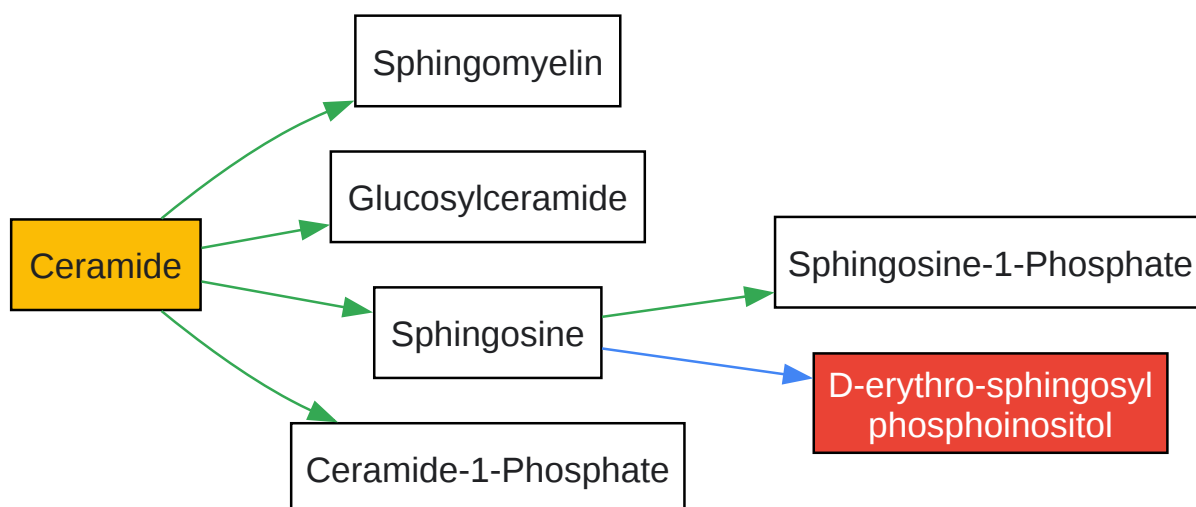 Sphingomyelin
Glucosylceramide
Ceramide
Sphingosine-1-Phosphate
Sphingosine
D-erythro-sphingosyl
phosphoinositol
Ceramide-1-Phosphate